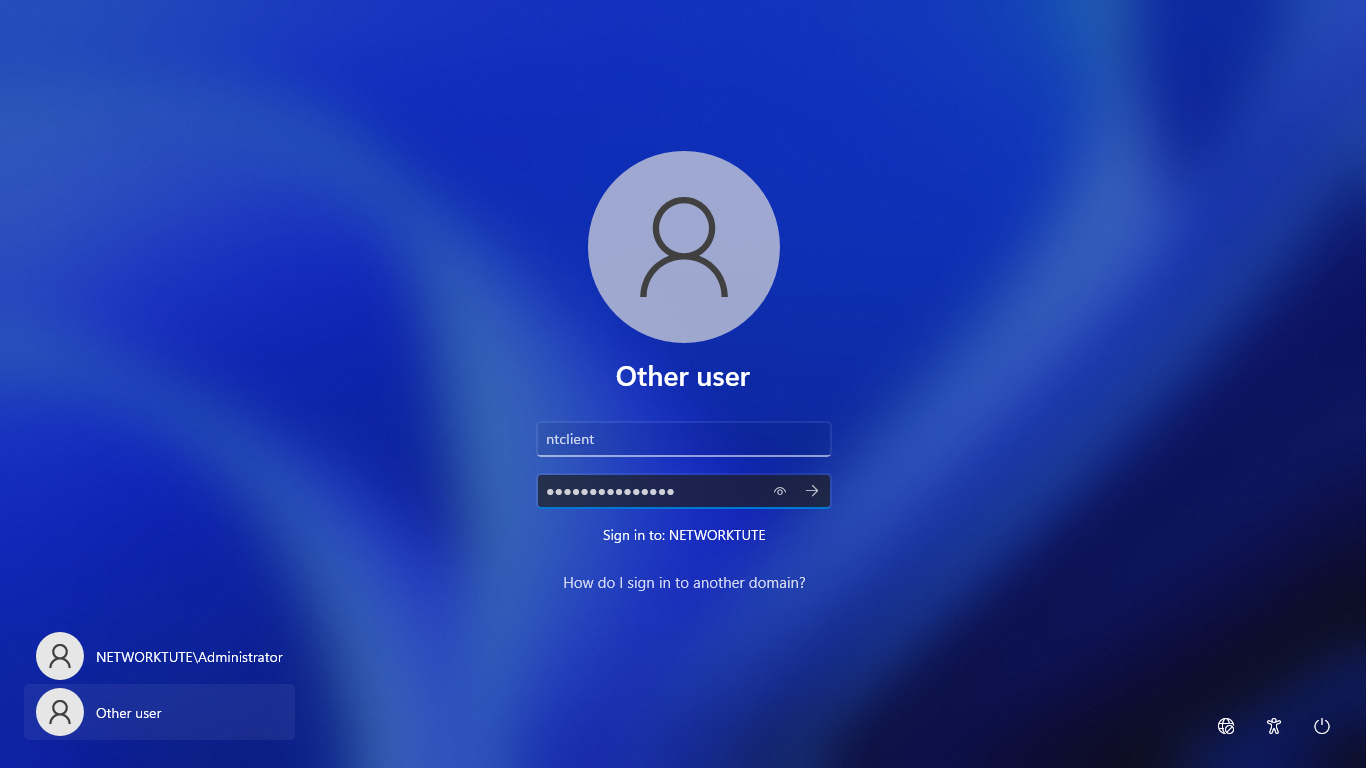 Other user
ntclient
Sign in to: NETWORKTUTE
How do I sign in to another domain?
NETWORKTUTE\Administrator
Other user